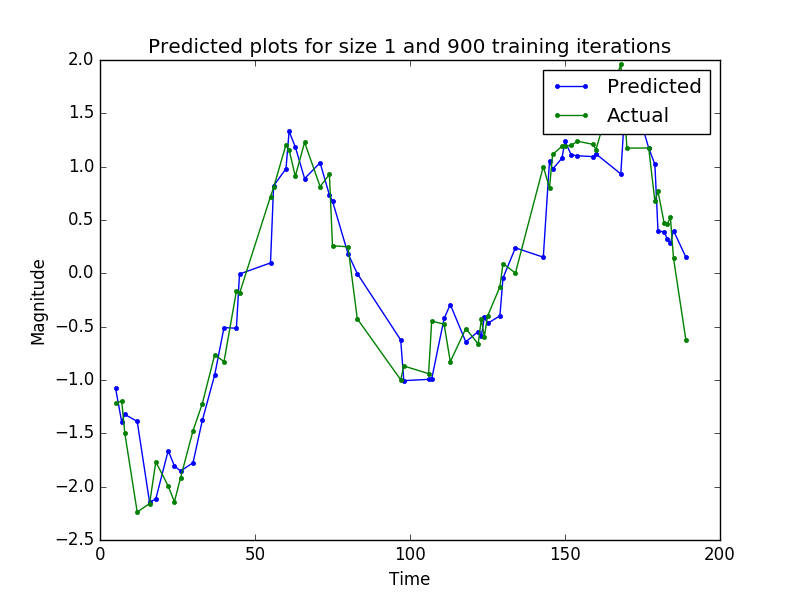 Predicted plots for size 1 and 900 training iterations
Predicted
Actual
2.0
1.5
1.0
0.5
0.0
−0.5
−1.0
−1.5
−2.0
−2.5
Magnitude
0 50 100 150 200
Time